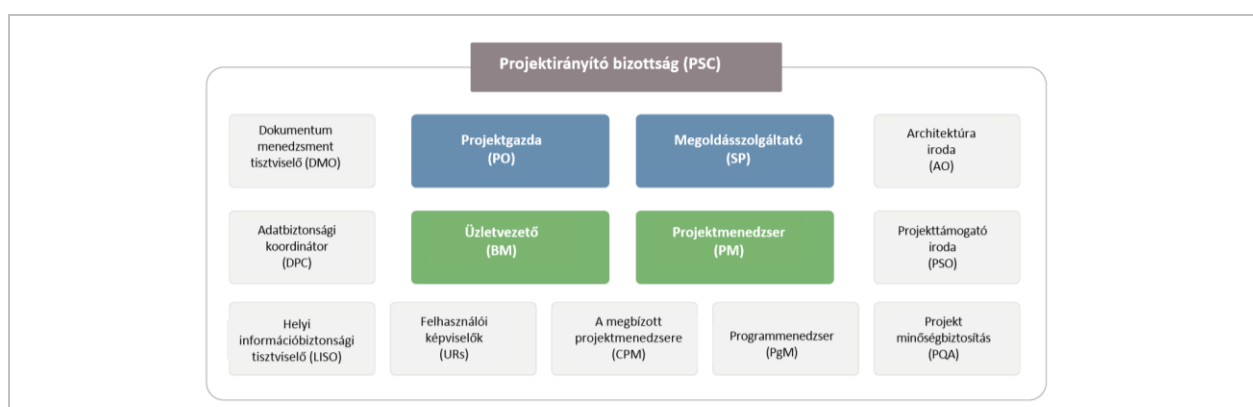 Projektirányító bizottság (PSC)
Dokumentum
menedzsment
tisztviselő (DMO)
Projektgazda
(PO)
Megoldásszolgáltató
(SP)
Architektúra
iroda
(AO)
Adatbiztonsági
koordinátor
(DPC)
Üzletvezető
(BM)
Projektmenedzser
(PM)
Projekttámogató
iroda
(PSO)
Helyi
információbiztonsági
tisztviselő (LISO)
Felhasználói
képviselők
(URs)
A megbízott
projektmenedzsere
(CPM)
Programmenedzser
(PgM)
Projekt
minőségbiztosítás
(PQA)